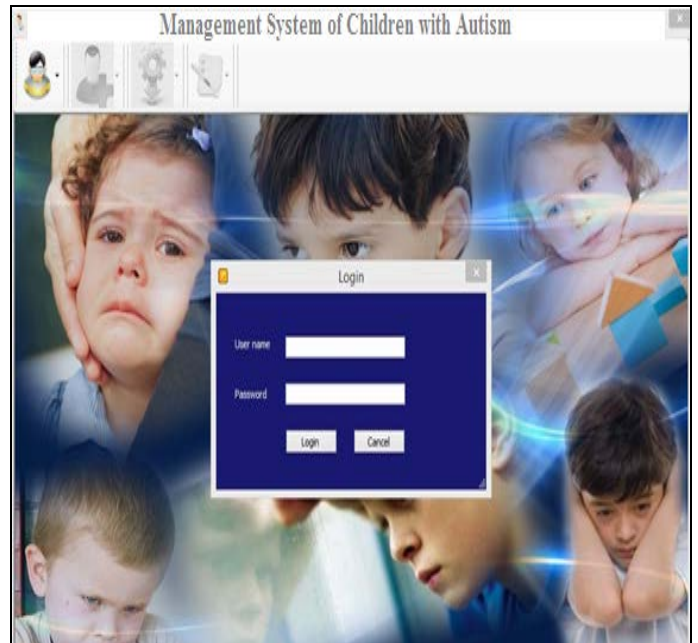 Management System of Children with Autism
Login
User name
Password
Login
Cancel